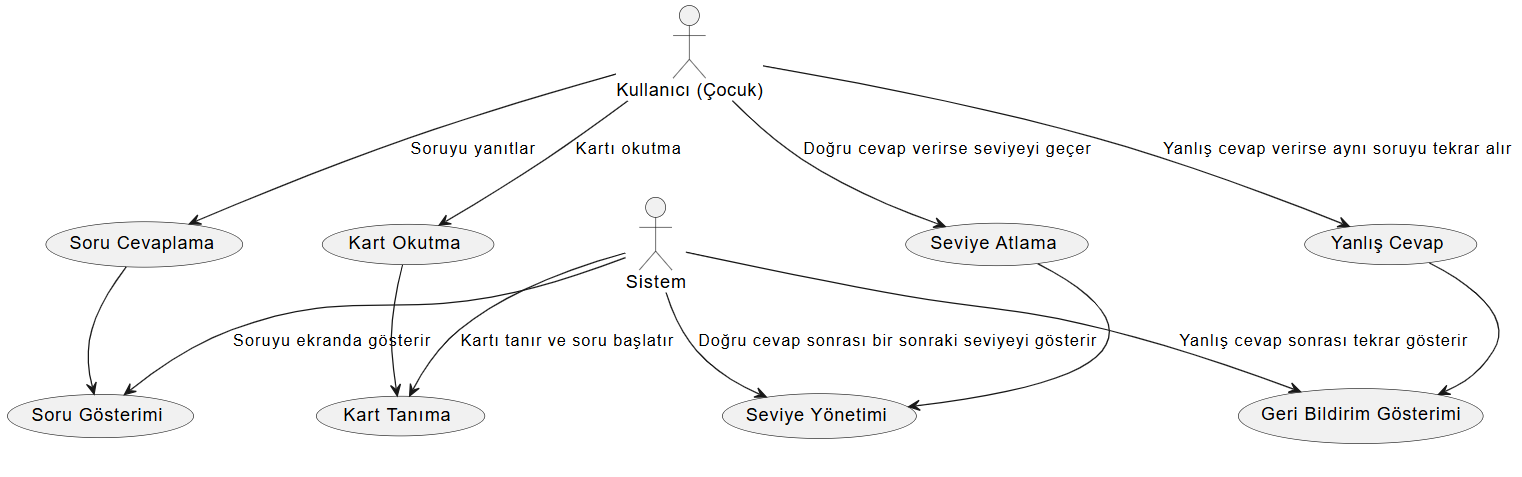 Kullanıcı (Çocuk)
Soruyu yanıtlar
Kartı okutma
Doğru cevap verirse seviyeyi geçer
Yanlış cevap verirse aynı soruyu tekrar alır
Soru Cevaplama
Kart Okutma
Sistem
Seviye Atlama
Yanlış Cevap
Soruyu ekranda gösterir
Kartı tanır ve soru başlatır
Doğru cevap sonrası bir sonraki seviyeyi gösterir
Yanlış cevap sonrası tekrar gösterir
Soru Gösterimi
Kart Tanıma
Seviye Yönetimi
Geri Bildirim Gösterimi